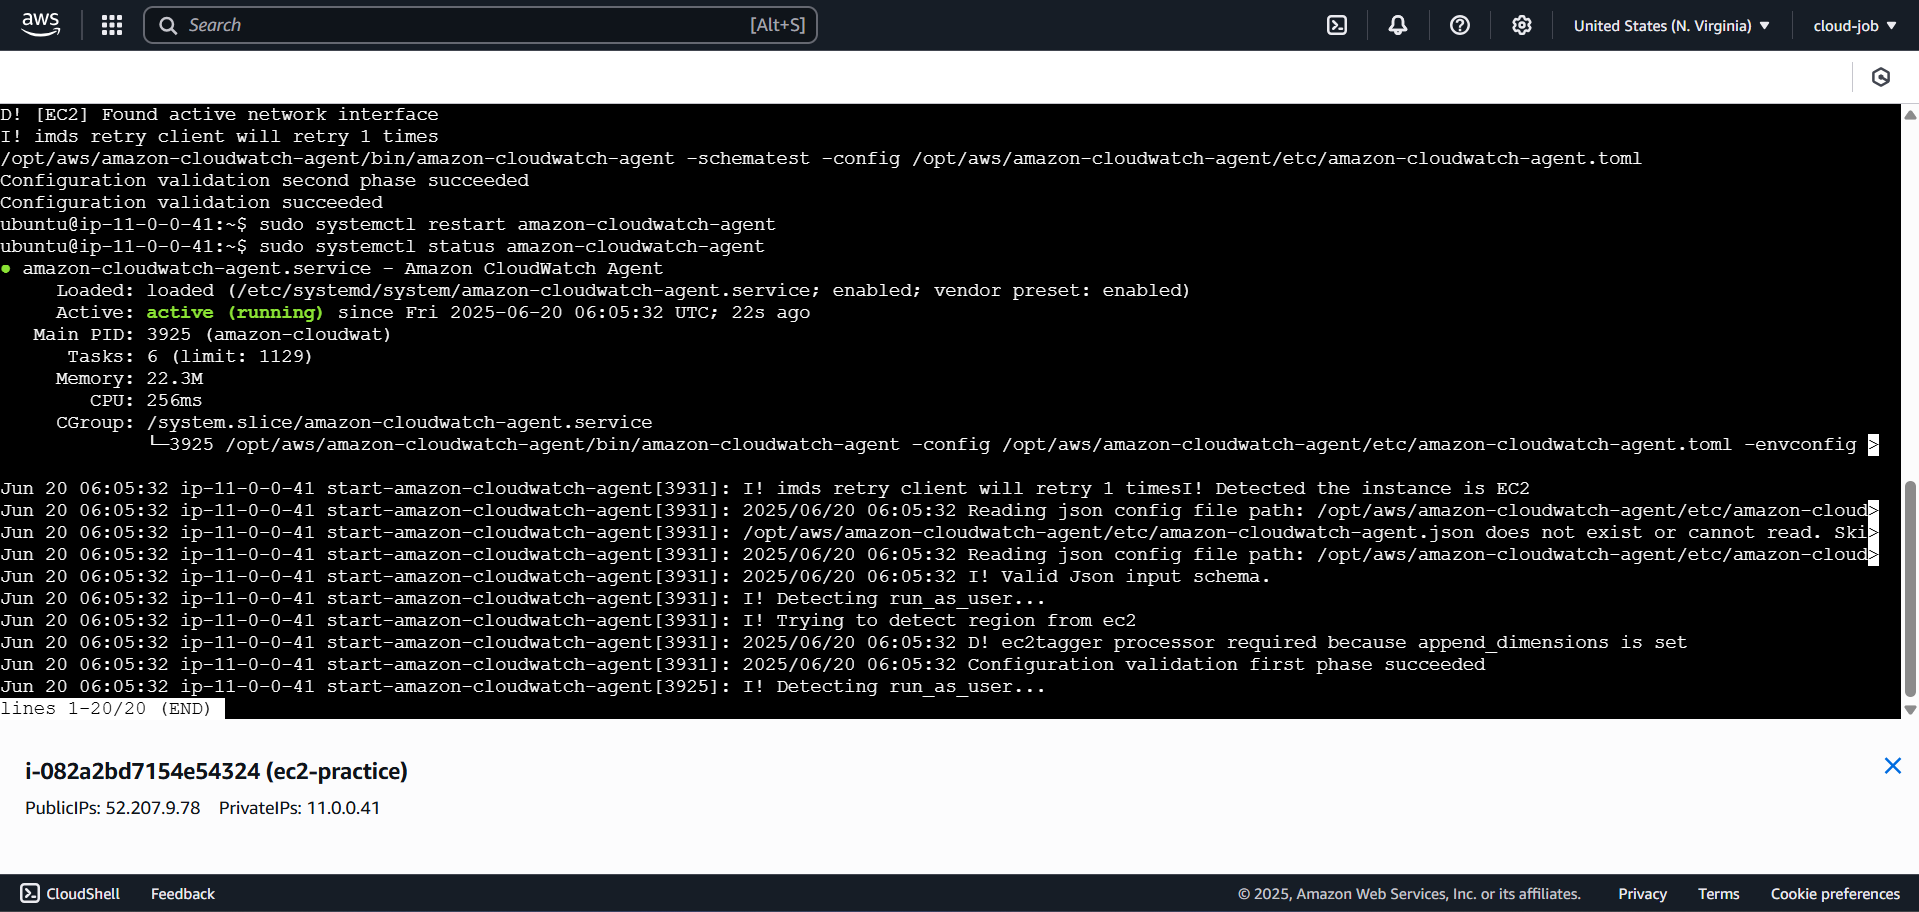 aws
Search
[Alt+S]
United States (N. Virginia)
cloud-job
D! [EC2] Found active network interface
I! imds retry client will retry 1 times
/opt/aws/amazon-cloudwatch-agent/bin/amazon-cloudwatch-agent -schematest -config /opt/aws/amazon-cloudwatch-agent/etc/amazon-cloudwatch-agent.toml
Configuration validation second phase succeeded
Configuration validation succeeded
ubuntu@ip-11-0-0-41:~$ sudo systemctl restart amazon-cloudwatch-agent
ubuntu@ip-11-0-0-41:~$ sudo systemctl status amazon-cloudwatch-agent
● amazon-cloudwatch-agent.service - Amazon CloudWatch Agent
Loaded: loaded (/etc/systemd/system/amazon-cloudwatch-agent.service; enabled; vendor preset: enabled)
Active: active (running) since Fri 2025-06-20 06:05:32 UTC; 22s ago
Main PID: 3925 (amazon-cloudwat)
Tasks: 6 (limit: 1129)
Memory: 22.3M
CPU: 256ms
CGroup: /system.slice/amazon-cloudwatch-agent.service
└─3925 /opt/aws/amazon-cloudwatch-agent/bin/amazon-cloudwatch-agent -config /opt/aws/amazon-cloudwatch-agent/etc/amazon-cloudwatch-agent.toml -envconfig >
Jun 20 06:05:32 ip-11-0-0-41 start-amazon-cloudwatch-agent[3931]: I! imds retry client will retry 1 timesI! Detected the instance is EC2
Jun 20 06:05:32 ip-11-0-0-41 start-amazon-cloudwatch-agent[3931]: 2025/06/20 06:05:32 Reading json config file path: /opt/aws/amazon-cloudwatch-agent/etc/amazon-cloud>
Jun 20 06:05:32 ip-11-0-0-41 start-amazon-cloudwatch-agent[3931]: /opt/aws/amazon-cloudwatch-agent/etc/amazon-cloudwatch-agent.json does not exist or cannot read. Ski>
Jun 20 06:05:32 ip-11-0-0-41 start-amazon-cloudwatch-agent[3931]: 2025/06/20 06:05:32 Reading json config file path: /opt/aws/amazon-cloudwatch-agent/etc/amazon-cloud>
Jun 20 06:05:32 ip-11-0-0-41 start-amazon-cloudwatch-agent[3931]: 2025/06/20 06:05:32 I! Valid Json input schema.
Jun 20 06:05:32 ip-11-0-0-41 start-amazon-cloudwatch-agent[3931]: I! Detecting run_as_user...
Jun 20 06:05:32 ip-11-0-0-41 start-amazon-cloudwatch-agent[3931]: I! Trying to detect region from ec2
Jun 20 06:05:32 ip-11-0-0-41 start-amazon-cloudwatch-agent[3931]: 2025/06/20 06:05:32 D! ec2tagger processor required because append_dimensions is set
Jun 20 06:05:32 ip-11-0-0-41 start-amazon-cloudwatch-agent[3931]: 2025/06/20 06:05:32 Configuration validation first phase succeeded
Jun 20 06:05:32 ip-11-0-0-41 start-amazon-cloudwatch-agent[3925]: I! Detecting run_as_user...
lines 1-20/20 (END)
i-082a2bd7154e54324 (ec2-practice)
PublicIPs: 52.207.9.78 PrivateIPs: 11.0.0.41
CloudShell
Feedback
© 2025, Amazon Web Services, Inc. or its affiliates.
Privacy
Terms
Cookie preferences